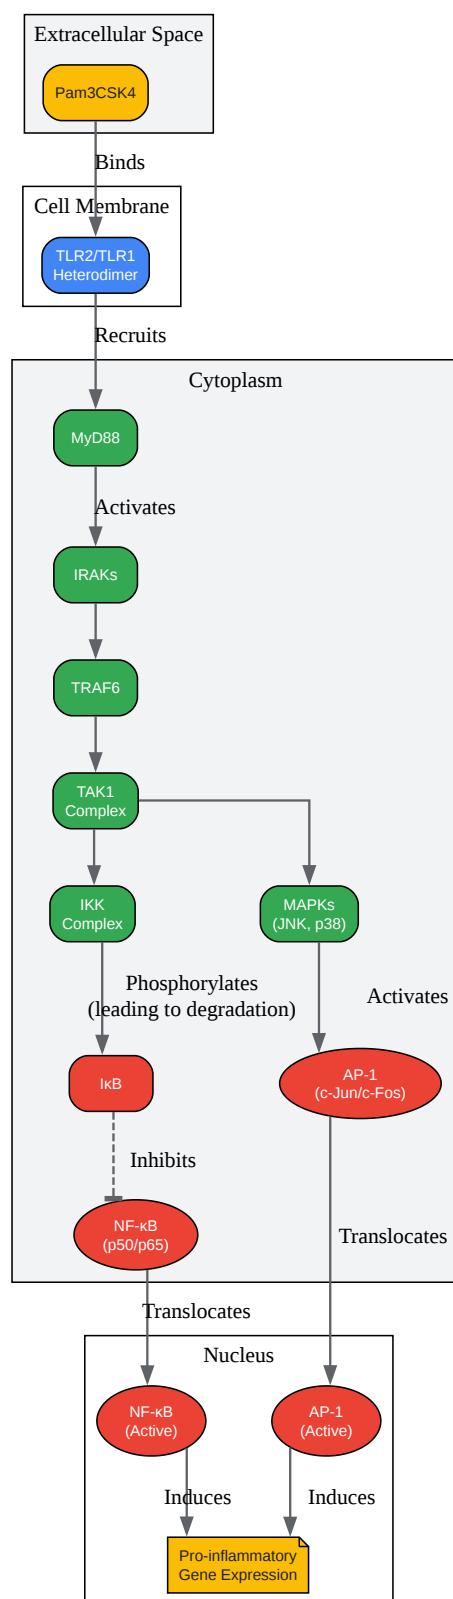 Extracellular Space
Pam3CSK4
Binds
Cell Membrane
TLR2/TLR1
Heterodimer
Recruits
Cytoplasm
MyD88
Activates
IRAKs
TRAF6
TAK1
Complex
IKK
Complex
MAPKs
(JNK, p38)
Phosphorylates
(leading to degradation)
Activates
IκB
AP-1
(c-Jun/c-Fos)
Inhibits
NF-κB
(p50/p65)
Translocates
Translocates
Nucleus
NF-κB
(Active)
AP-1
(Active)
Induces
Induces
Pro-inflammatory
Gene Expression